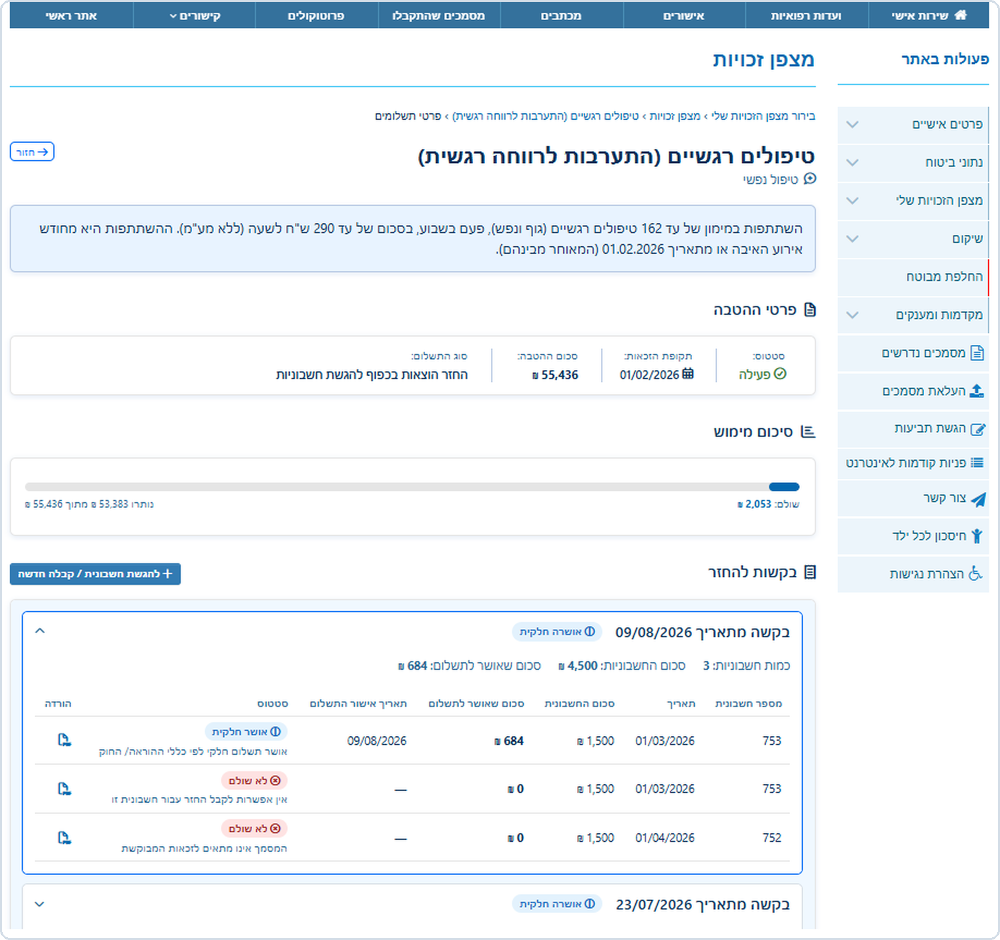 שירות אישי
ועדות רפואיות
אישורים
מכתבים
מסמכים שהתקבלו
פרוטוקולים
קישורים
אתר ראשי
פעולות באתר
פרטים אישיים
נתוני ביטוח
מצפן הזכויות שלי
שיקום
החלפת מבוטח
מקדמות ומענקים
מסמכים נדרשים
העלאת מסמכים
הגשת תביעות
פניות קודמות לאינטרנט
צור קשר
חיסכון לכל ילד
הצהרת נגישות
מצפן זכויות
בירור מצפן הזכויות שלי › מצפן זכויות › טיפולים רגשיים (התערבות לרווחה רגשית) › פרטי תשלומים
טיפולים רגשיים (התערבות לרווחה רגשית)
חזור
טיפול נפשי
השתתפות במימון של עד 162 טיפולים רגשיים (גוף ונפש), פעם בשבוע, בסכום של עד 290 ש"ח לשעה (ללא מע"מ). ההשתתפות היא מחודש
אירוע האיבה או מתאריך 01.02.2026 (המאוחר מבינהם).
פרטי ההטבה
סטטוס: תקופת הזכאות: סכום ההטבה: סוג התשלום:
פעילה 01/02/2026 55,436 ₪ החזר הוצאות בכפוף להגשת חשבוניות
סיכום מימוש
שולם: 2,053 ₪ נותרו 53,383 ₪ מתוך 55,436 ₪
בקשות להחזר
להגשת חשבונית / קבלה חדשה
בקשה מתאריך 09/08/2026 אושרה חלקית
כמות חשבוניות: 3 סכום החשבוניות: 4,500 ₪ סכום שאושר לתשלום: 684 ₪
מספר חשבונית תאריך סכום החשבונית סכום שאושר לתשלום תאריך אישור התשלום סטטוס הורדה
753 01/03/2026 1,500 ₪ 684 ₪ 09/08/2026 אושר חלקית
אושר תשלום חלקי לפי כללי ההוראה/ החוק
753 01/03/2026 1,500 ₪ 0 ₪ — לא שולם
אין אפשרות לקבל החזר עבור חשבונית זו
752 01/04/2026 1,500 ₪ 0 ₪ — לא שולם
המסמך אינו מתאים לזכאות המבוקשת
בקשה מתאריך 23/07/2026 אושרה חלקית